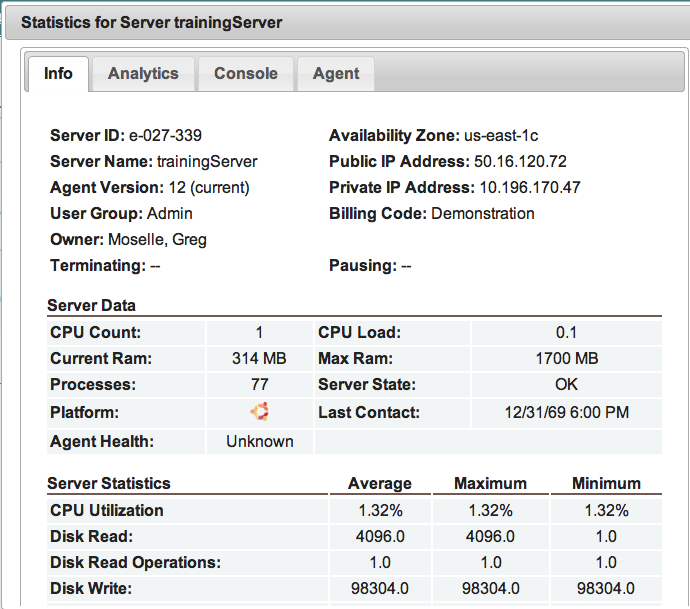 Statistics for Server trainingServer
Info Analytics Console Agent
Server ID: e-027-339 Availability Zone: us-east-1c
Server Name: trainingServer Public IP Address: 50.16.120.72
Agent Version: 12 (current) Private IP Address: 10.196.170.47
User Group: Admin Billing Code: Demonstration
Owner: Moselle, Greg
Terminating: -- Pausing: --
Server Data
CPU Count: 1 CPU Load: 0.1
Current Ram: 314 MB Max Ram: 1700 MB
Processes: 77 Server State: OK
Platform: Last Contact: 12/31/69 6:00 PM
Agent Health: Unknown
Server Statistics Average Maximum Minimum
CPU Utilization 1.32% 1.32% 1.32%
Disk Read: 4096.0 4096.0 1.0
Disk Read Operations: 1.0 1.0 1.0
Disk Write: 98304.0 98304.0 98304.0